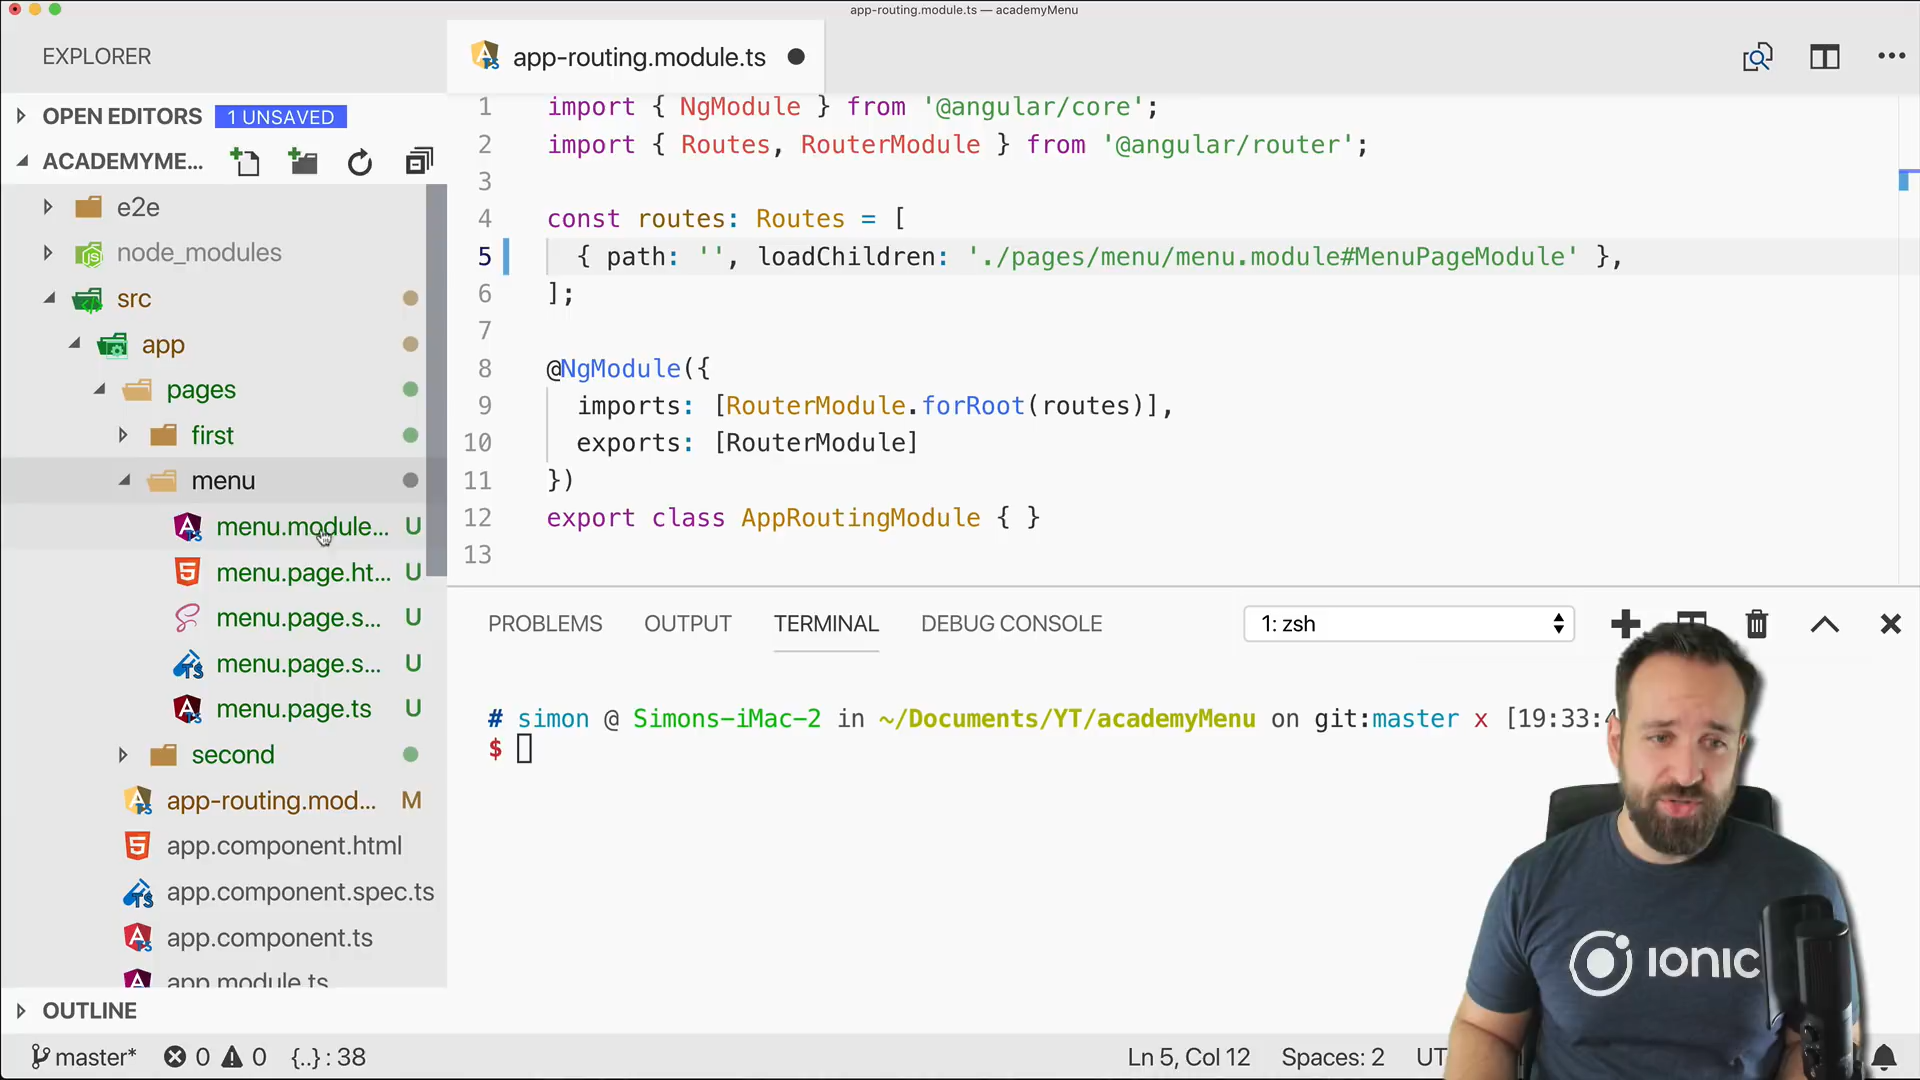 app-routing.module.ts — academyMenu
EXPLORER
app-routing.module.ts
OPEN EDITORS 1 UNSAVED
ACADEMYME...
e2e
node_modules
src
app
pages
first
menu
menu.module... U
menu.page.ht... U
menu.page.s... U
menu.page.s... U
menu.page.ts U
second
app-routing.mod... M
app.component.html
app.component.spec.ts
app.component.ts
app.module.ts
OUTLINE
1 import { NgModule } from '@angular/core';
2 import { Routes, RouterModule } from '@angular/router';
3
4 const routes: Routes = [
5 { path: '', loadChildren: './pages/menu/menu.module#MenuPageModule' },
6 ];
7
8 @NgModule({
9 imports: [RouterModule.forRoot(routes)],
10 exports: [RouterModule]
11 })
12 export class AppRoutingModule { }
13
PROBLEMS OUTPUT TERMINAL DEBUG CONSOLE 1: zsh
# simon @ Simons-iMac-2 in ~/Documents/YT/academyMenu on git:master x [19:33:4
$
ionic
master* 0 0 {..} : 38 Ln 5, Col 12 Spaces: 2 UT